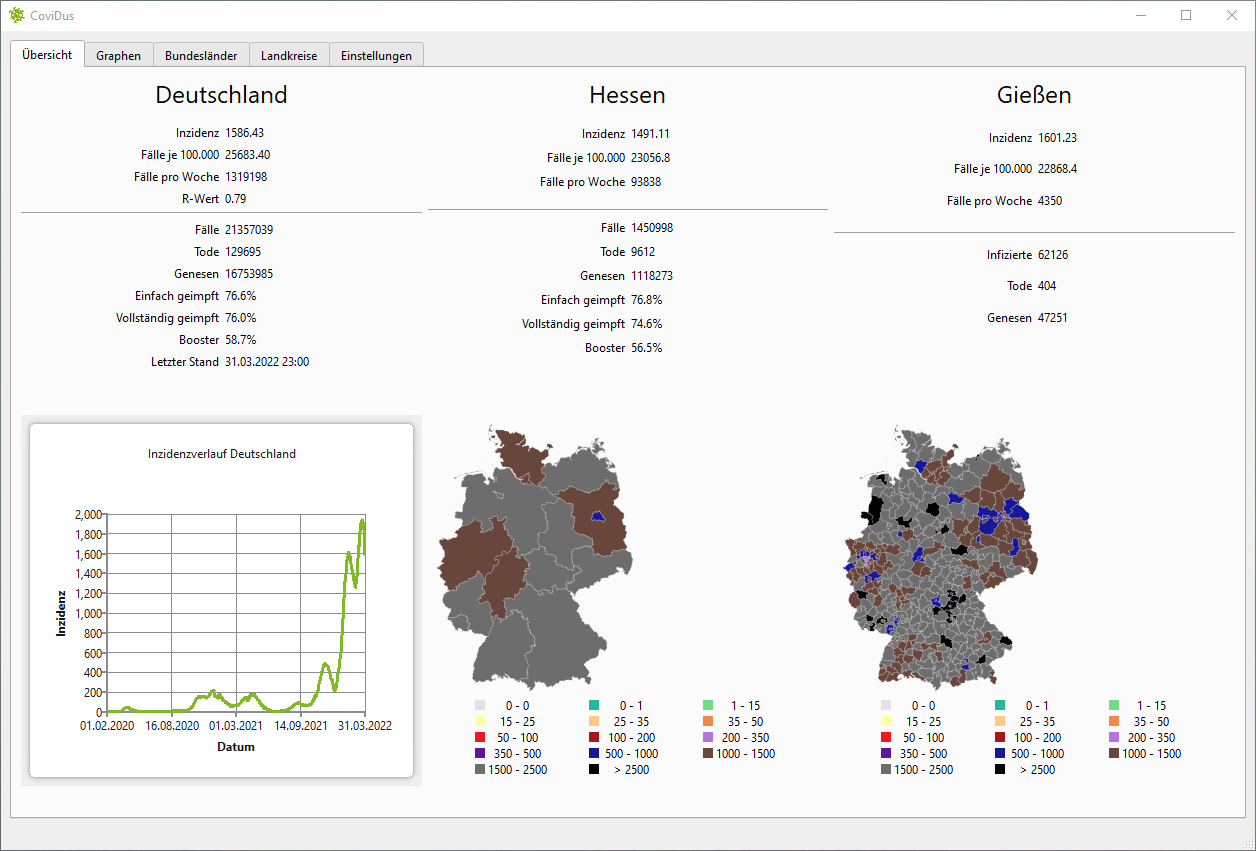 CoviDus
Übersicht
Graphen
Bundesländer
Landkreise
Einstellungen
Deutschland
Inzidenz 1586.43
Fälle je 100.000 25683.40
Fälle pro Woche 1319198
R-Wert 0.79
Fälle 21357039
Tode 129695
Genesen 16753985
Einfach geimpft 76.6%
Vollständig geimpft 76.0%
Booster 58.7%
Letzter Stand 31.03.2022 23:00
Hessen
Inzidenz 1491.11
Fälle je 100.000 23056.8
Fälle pro Woche 93838
Fälle 1450998
Tode 9612
Genesen 1118273
Einfach geimpft 76.8%
Vollständig geimpft 74.6%
Booster 56.5%
Gießen
Inzidenz 1601.23
Fälle je 100.000 22868.4
Fälle pro Woche 4350
Infizierte 62126
Tode 404
Genesen 47251
Inzidenzverlauf Deutschland
Inzidenz
2,000
1,800
1,600
1,400
1,200
1,000
800
600
400
200
0
01.02.2020 16.08.2020 01.03.2021 14.09.2021 31.03.2022
Datum
0 - 0 0 - 1 1 - 15
15 - 25 25 - 35 35 - 50
50 - 100 100 - 200 200 - 350
350 - 500 500 - 1000 1000 - 1500
1500 - 2500 > 2500
0 - 0 0 - 1 1 - 15
15 - 25 25 - 35 35 - 50
50 - 100 100 - 200 200 - 350
350 - 500 500 - 1000 1000 - 1500
1500 - 2500 > 2500